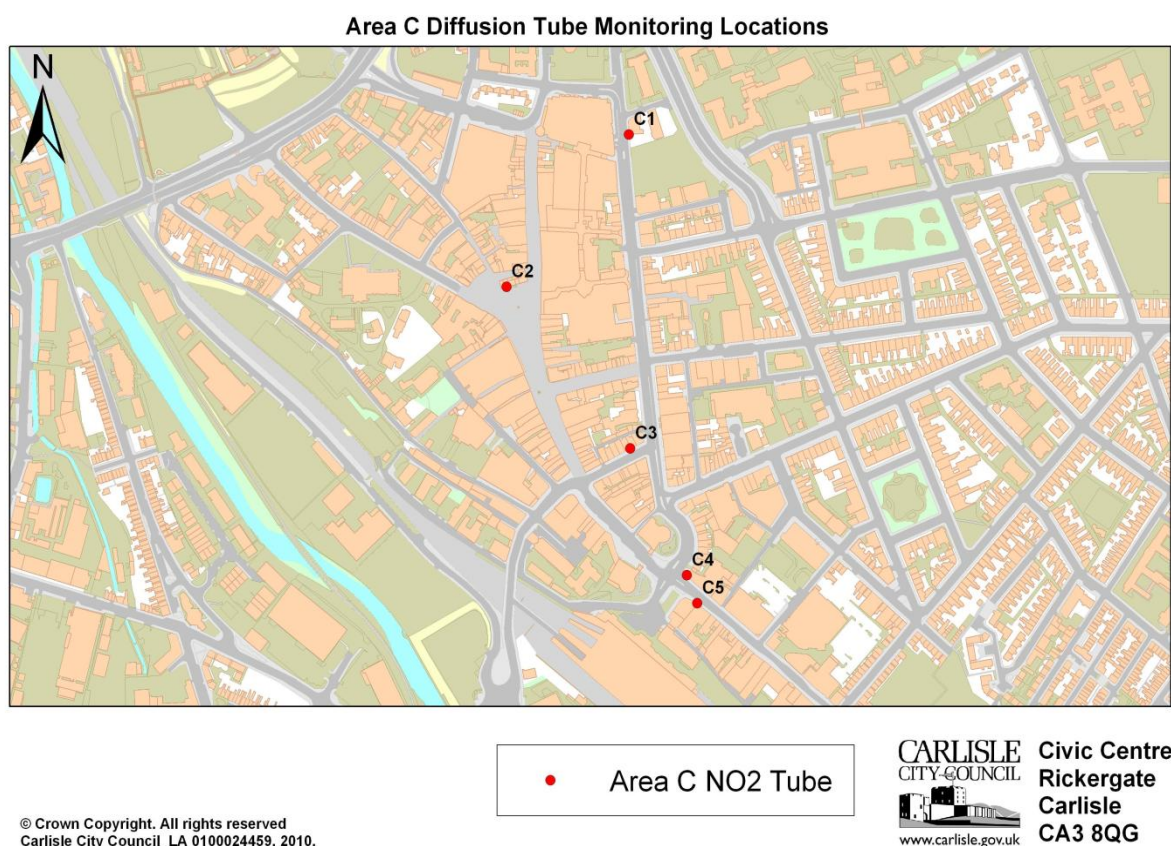 Area C Diffusion Tube Monitoring Locations
N
C1
C2
C3
C4
C5
Area C NO2 Tube
CARLISLE
CITY COUNCIL
www.carlisle.gov.uk
Civic Centre
Rickergate
Carlisle
CA3 8QG
© Crown Copyright. All rights reserved
Carlisle City Council LA 0100024459, 2010.